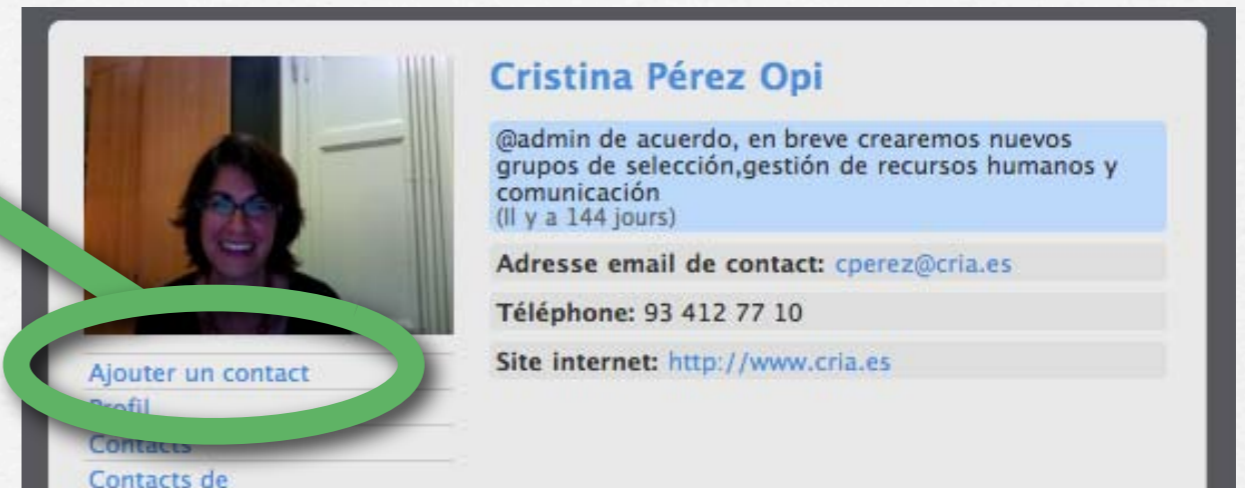 Cristina Pérez Opi
@admin de acuerdo, en breve crearemos nuevos
grupos de selección,gestión de recursos humanos y
comunicación
(Il y a 144 jours)
Adresse email de contact: cperez@cria.es
Téléphone: 93 412 77 10
Site internet: http://www.cria.es
Ajouter un contact
Profil
Contacts
Contacts de